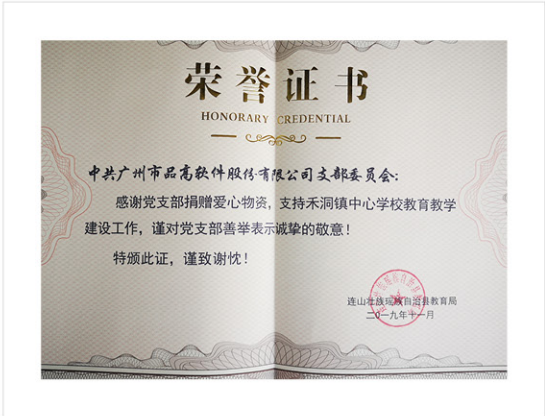 荣誉证书
HONORARY CREDENTIAL
中共广州市品高软件股份有限公司支部委员会:
感谢党支部捐赠爱心物资，支持禾洞镇中心学校教育教学
建设工作，谨对党支部善举表示诚挚的敬意！
特颁此证，谨致谢忱！
连山壮族瑶族自治县教育局
二〇一九年十一月